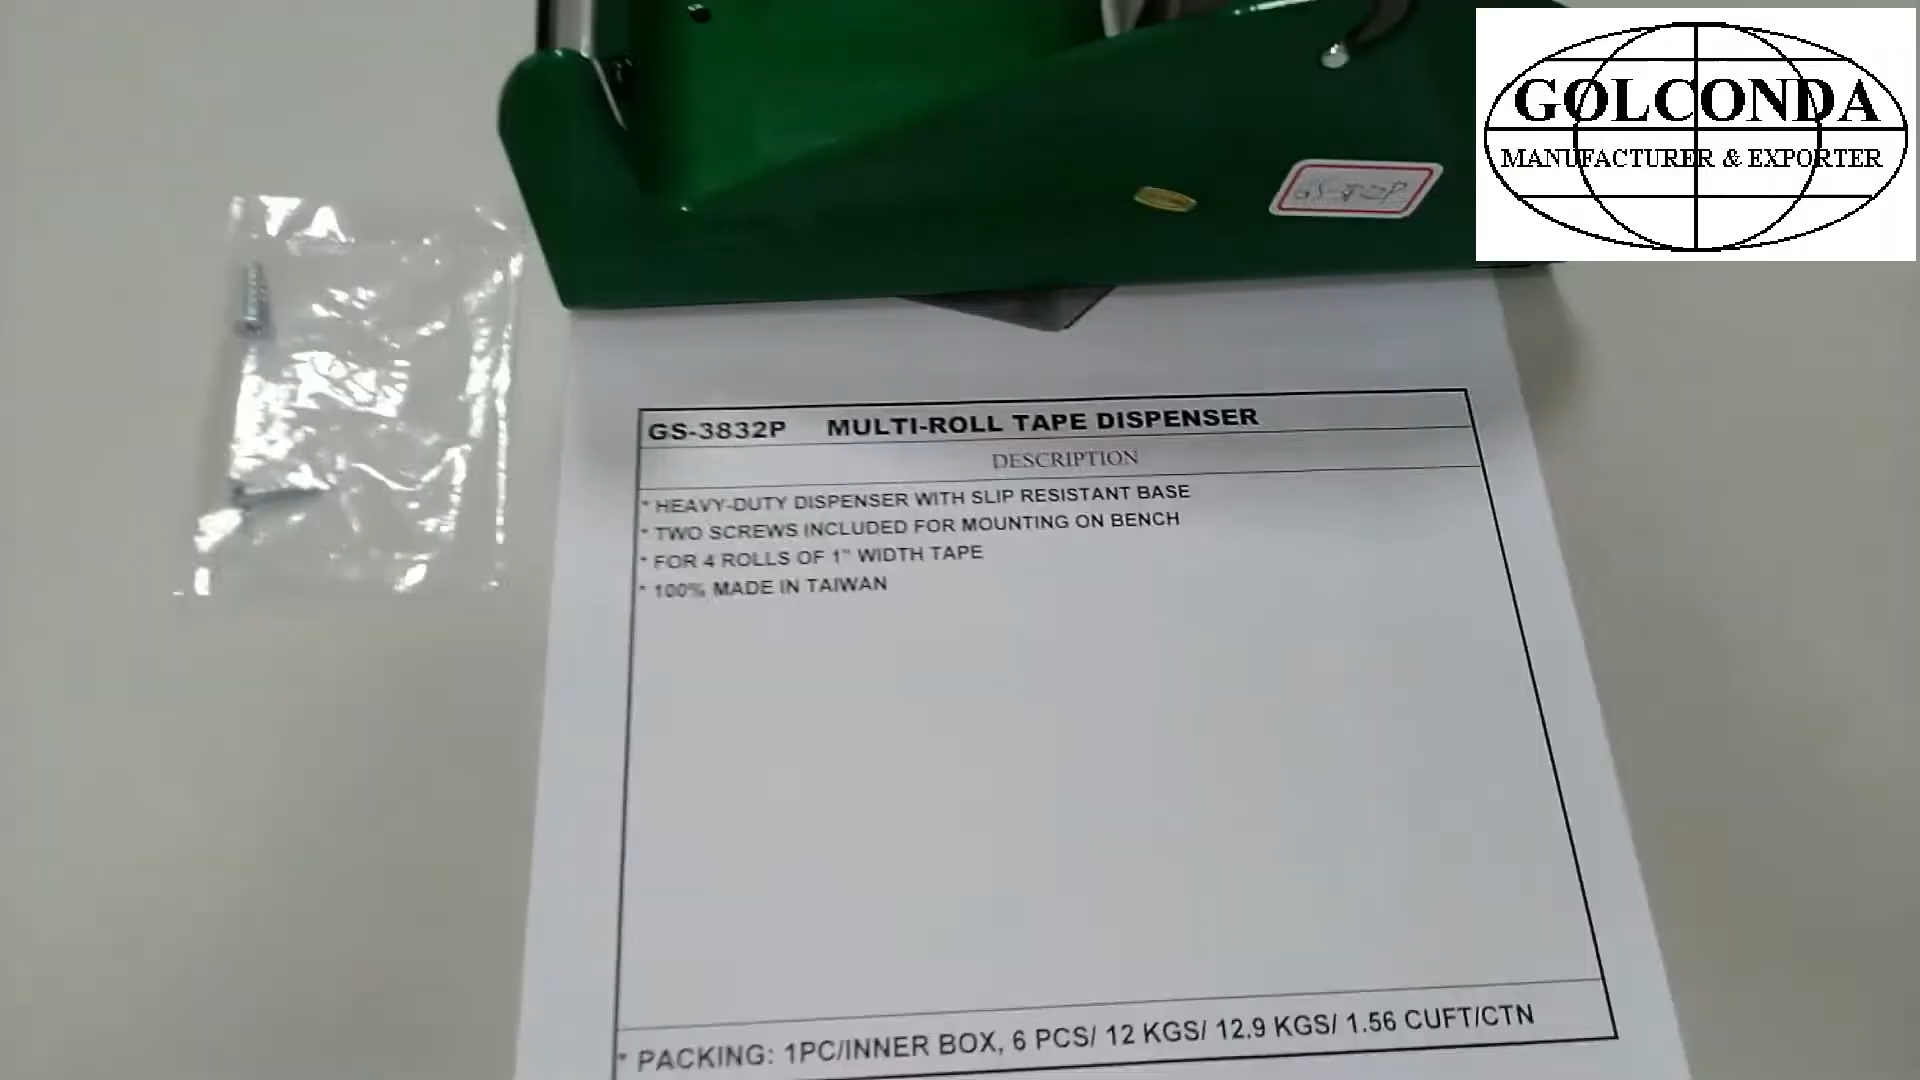 GOLCONDA
MANUFACTURER & EXPORTER
GS-3832P MULTI-ROLL TAPE DISPENSER
DESCRIPTION
* HEAVY-DUTY DISPENSER WITH SLIP RESISTANT BASE
* TWO SCREWS INCLUDED FOR MOUNTING ON BENCH
* FOR 4 ROLLS OF 1" WIDTH TAPE
* 100% MADE IN TAIWAN
* PACKING: 1PC/INNER BOX, 6 PCS/ 12 KGS/ 12.9 KGS/ 1.56 CUFT/CTN